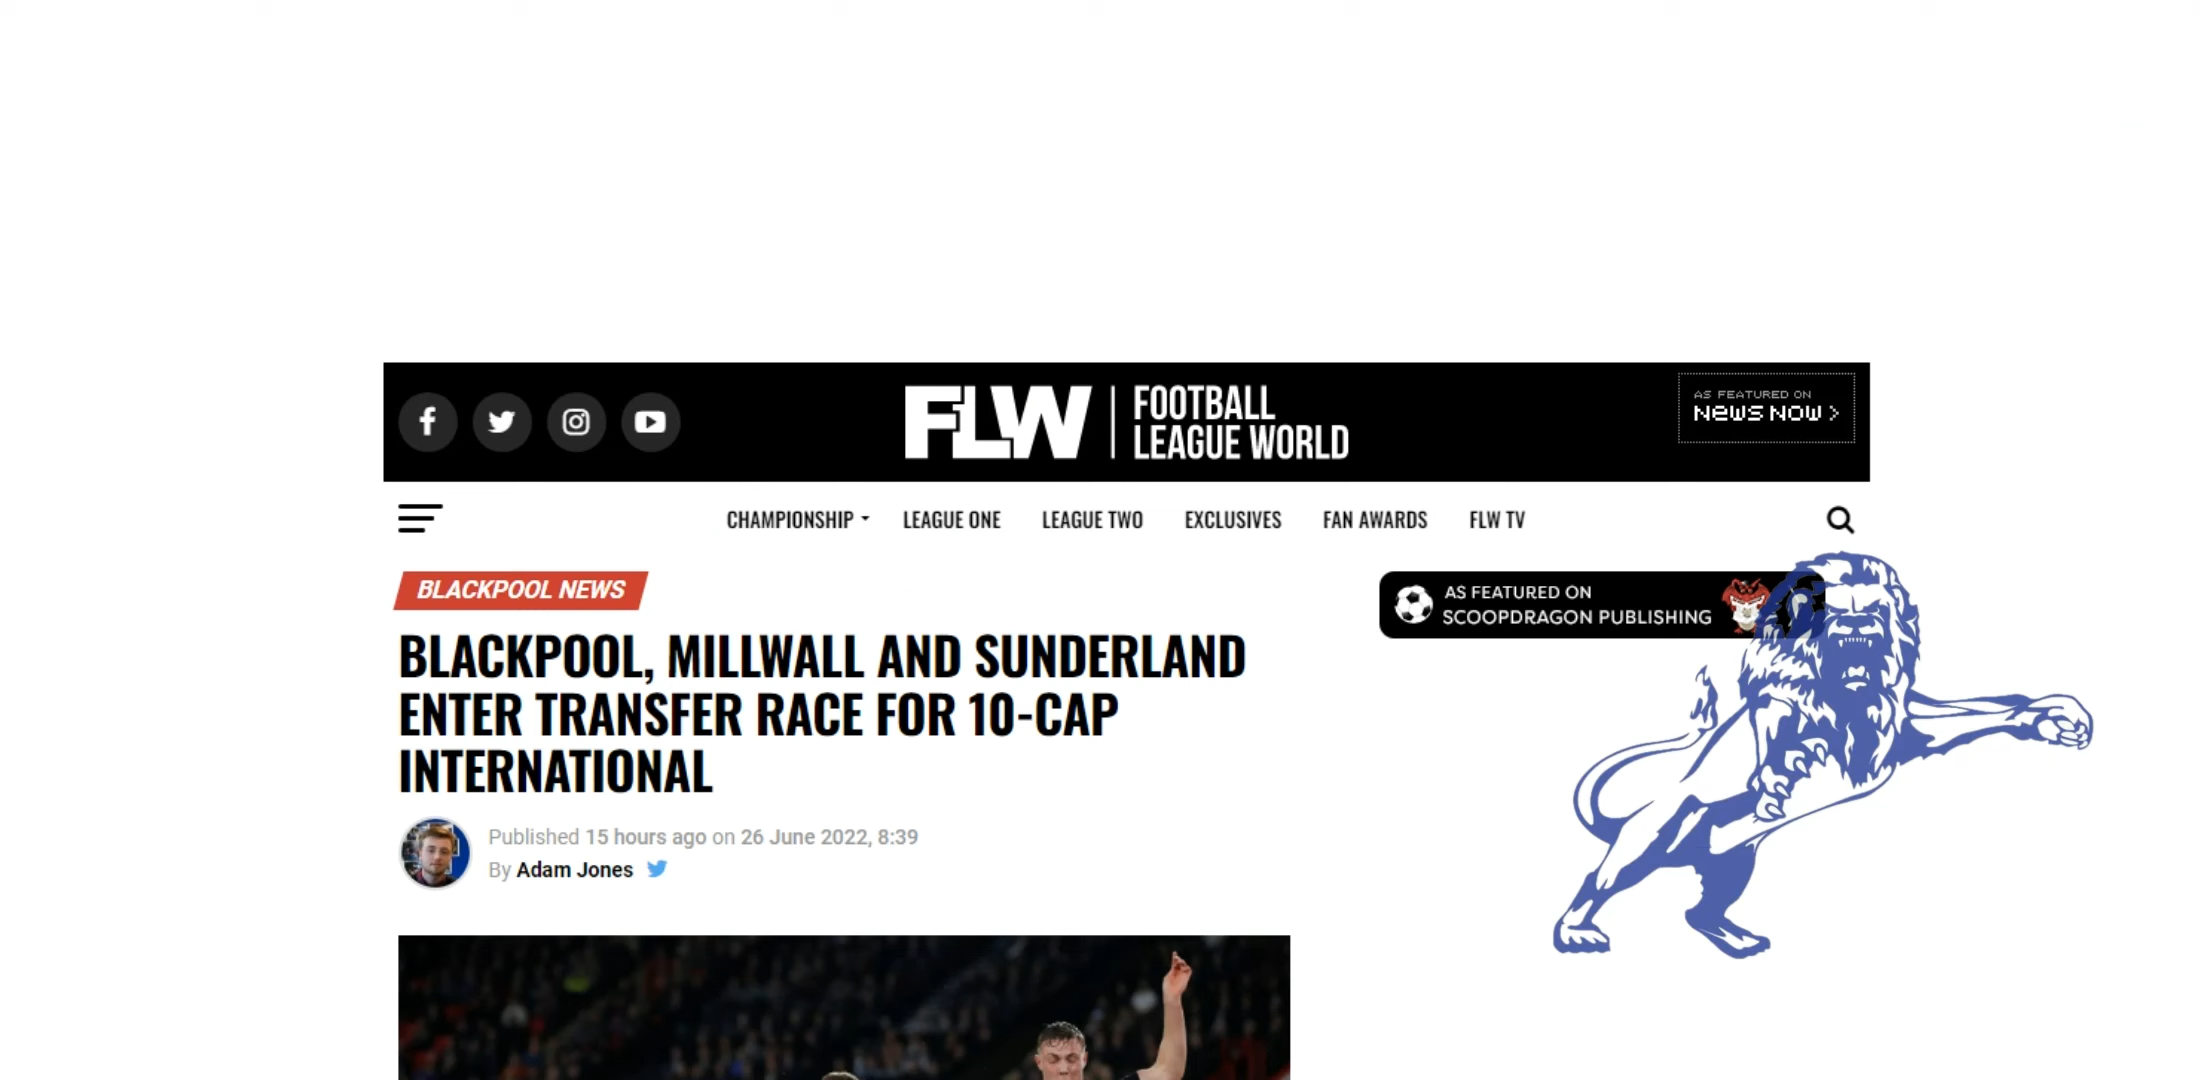 FLW
FOOTBALL
LEAGUE WORLD
AS FEATURED ON
NEWS NOW >
CHAMPIONSHIP
LEAGUE ONE
LEAGUE TWO
EXCLUSIVES
FAN AWARDS
FLW TV
BLACKPOOL NEWS
AS FEATURED ON
SCOOPDRAGON PUBLISHING
BLACKPOOL, MILLWALL AND SUNDERLAND
ENTER TRANSFER RACE FOR 10-CAP
INTERNATIONAL
Published 15 hours ago on 26 June 2022, 8:39
By Adam Jones